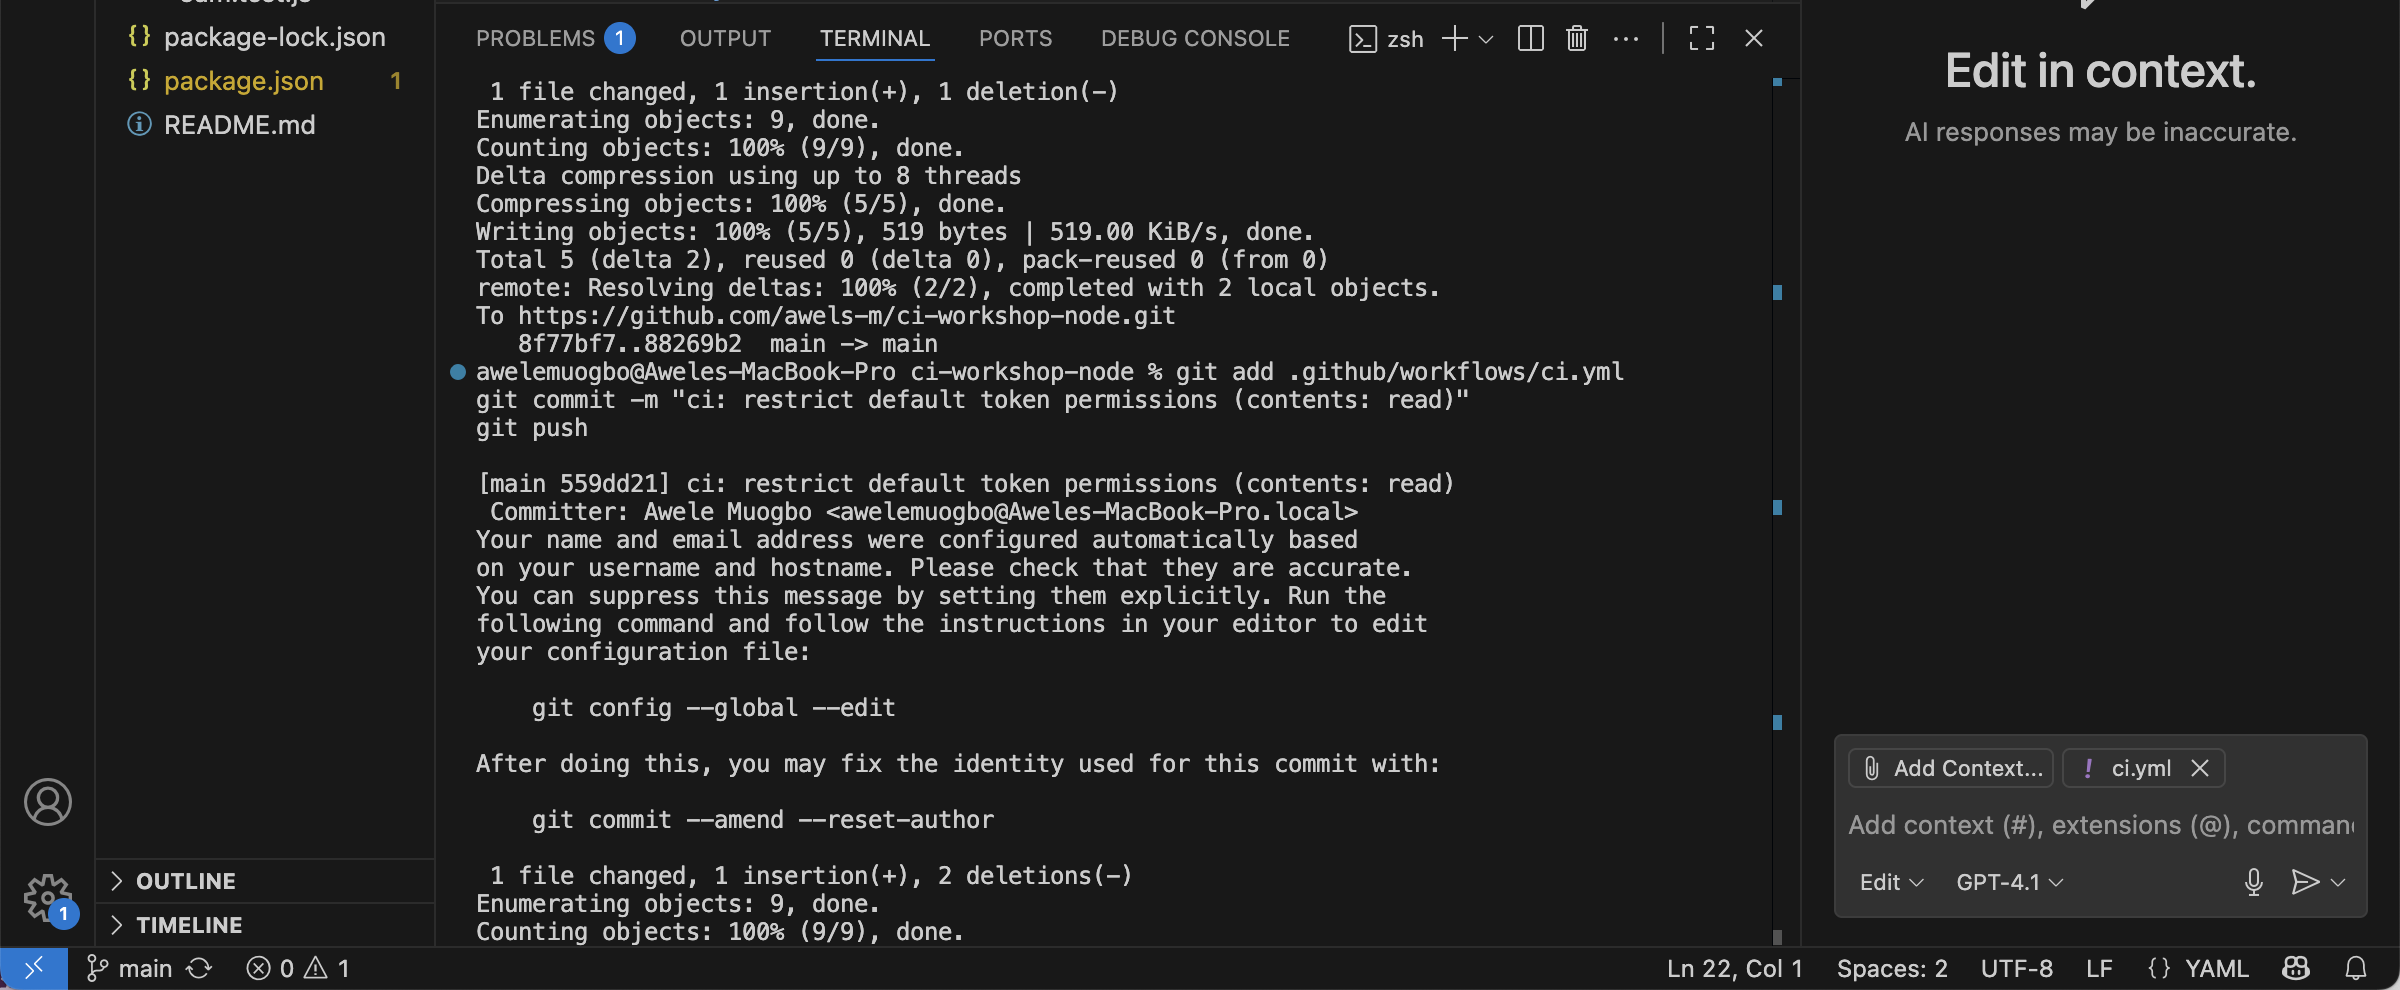 package-lock.json
package.json 1
README.md
OUTLINE
TIMELINE
PROBLEMS 1 OUTPUT TERMINAL PORTS DEBUG CONSOLE zsh
1 file changed, 1 insertion(+), 1 deletion(-)
Enumerating objects: 9, done.
Counting objects: 100% (9/9), done.
Delta compression using up to 8 threads
Compressing objects: 100% (5/5), done.
Writing objects: 100% (5/5), 519 bytes | 519.00 KiB/s, done.
Total 5 (delta 2), reused 0 (delta 0), pack-reused 0 (from 0)
remote: Resolving deltas: 100% (2/2), completed with 2 local objects.
To https://github.com/awels-m/ci-workshop-node.git
8f77bf7..88269b2  main -> main
awelemuogbo@Aweles-MacBook-Pro ci-workshop-node % git add .github/workflows/ci.yml
git commit -m "ci: restrict default token permissions (contents: read)"
git push
[main 559dd21] ci: restrict default token permissions (contents: read)
Committer: Awele Muogbo <awelemuogbo@Aweles-MacBook-Pro.local>
Your name and email address were configured automatically based
on your username and hostname. Please check that they are accurate.
You can suppress this message by setting them explicitly. Run the
following command and follow the instructions in your editor to edit
your configuration file:
git config --global --edit
After doing this, you may fix the identity used for this commit with:
git commit --amend --reset-author
1 file changed, 1 insertion(+), 2 deletions(-)
Enumerating objects: 9, done.
Counting objects: 100% (9/9), done.
Edit in context.
AI responses may be inaccurate.
Add Context... ! ci.yml
Add context (#), extensions (@), comman
Edit GPT-4.1
1
main 0 1 Ln 22, Col 1 Spaces: 2 UTF-8 LF {} YAML